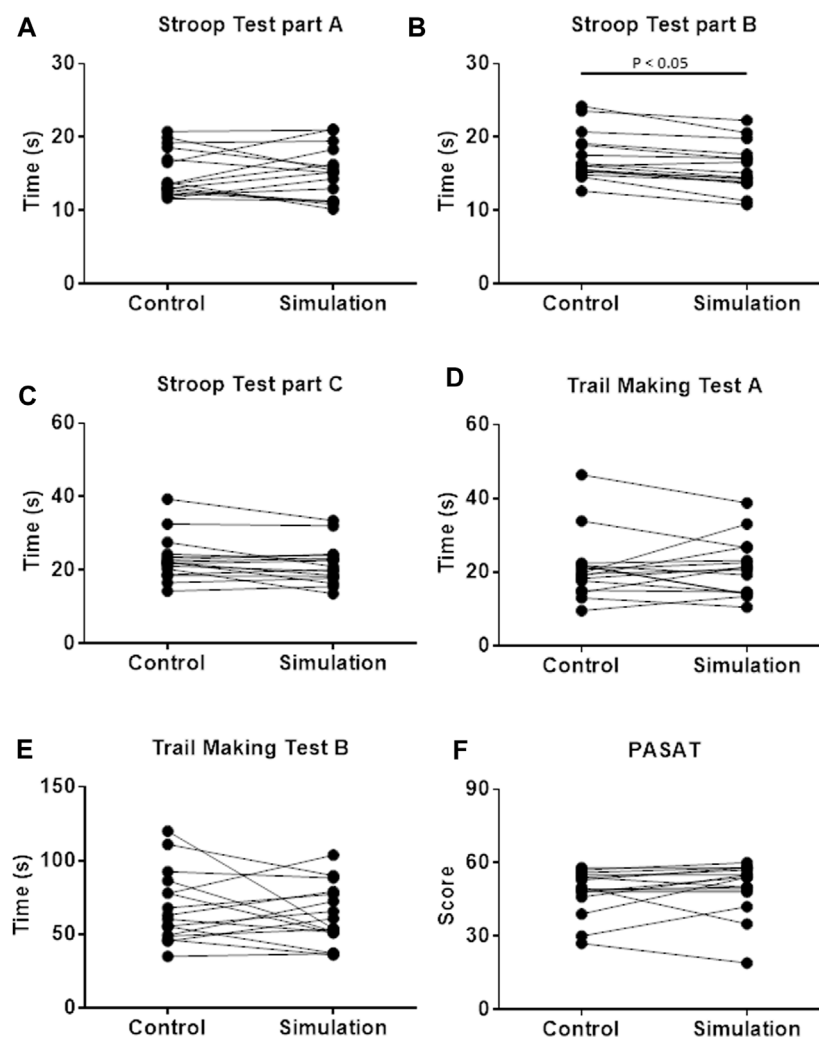 A Stroop Test part A
30
20
10
0
Time (s)
Control Simulation
B Stroop Test part B
P < 0.05
30
20
10
0
Time (s)
Control Simulation
C Stroop Test part C
60
40
20
0
Time (s)
Control Simulation
D Trail Making Test A
60
40
20
0
Time (s)
Control Simulation
E Trail Making Test B
150
100
50
0
Time (s)
Control Simulation
F PASAT
90
60
30
0
Score
Control Simulation